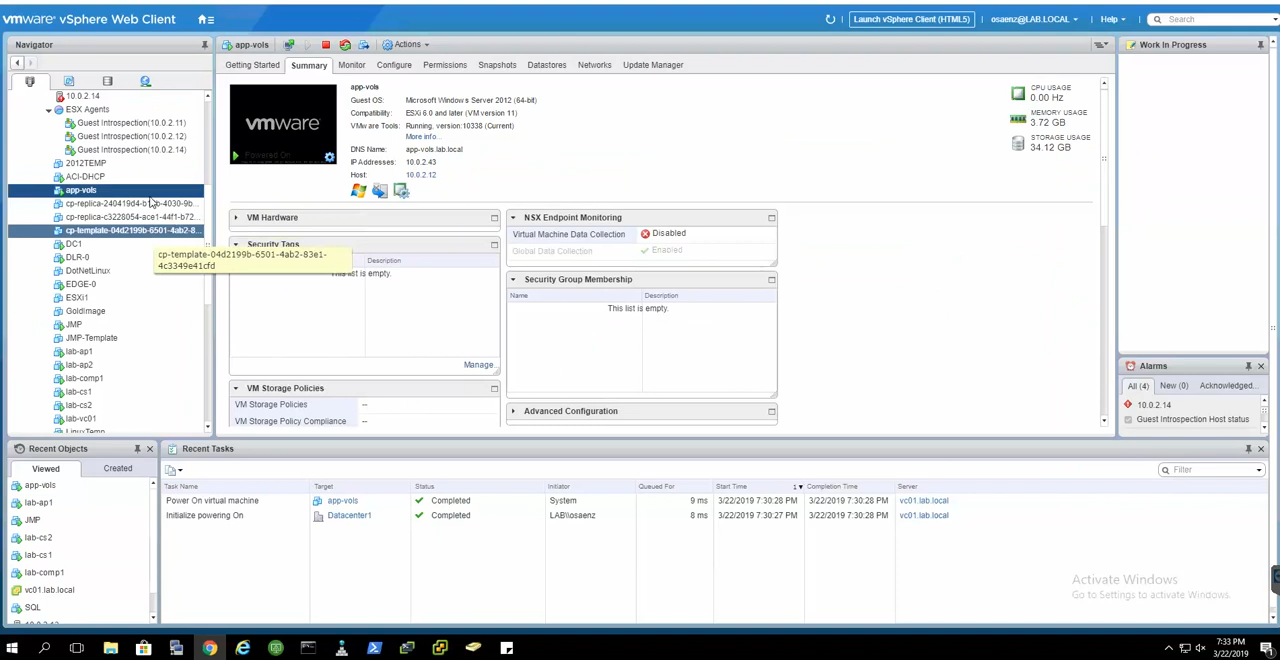 vmware® vSphere Web Client
Launch vSphere Client (HTML5)
osaenz@LAB.LOCAL
Help
Search
Navigator
10.0.2.14
ESX Agents
Guest Introspection(10.0.2.11)
Guest Introspection(10.0.2.12)
Guest Introspection(10.0.2.14)
2012TEMP
ACI-DHCP
app-vols
cp-replica-240419d4-b
cp-replica-c3228054-ace1-44f1-b72...
cp-template-04d2199b-6501-4ab2-8...
DC1
DLR-0
DotNetLinux
EDGE-0
ESXi1
GoldImage
JMP
JMP-Template
lab-ap1
lab-ap2
lab-comp1
lab-cs1
lab-cs2
lab-vc01
LinuxTemp
cp-template-04d2199b-6501-4ab2-83e1-
4c3349e41cfd
app-vols
Actions
Getting Started
Summary
Monitor
Configure
Permissions
Snapshots
Datastores
Networks
Update Manager
vmware
Powered On
app-vols
Guest OS: Microsoft Windows Server 2012 (64-bit)
Compatibility: ESXi 6.0 and later (VM version 11)
VMware Tools: Running, version:10338 (Current)
More info...
DNS Name: app-vols.lab.local
IP Addresses: 10.0.2.43
Host: 10.0.2.12
CPU USAGE
0.00 Hz
MEMORY USAGE
3.72 GB
STORAGE USAGE
34.12 GB
VM Hardware
Security Tags
Description
This list is empty.
Manage...
VM Storage Policies
VM Storage Policies --
VM Storage Policy Compliance --
NSX Endpoint Monitoring
Virtual Machine Data Collection Disabled
Global Data Collection Enabled
Security Group Membership
Name Description
This list is empty.
Advanced Configuration
Work In Progress
Alarms
All (4) New (0) Acknowledged...
10.0.2.14
Guest Introspection Host status
Recent Objects
Viewed Created
app-vols
lab-ap1
JMP
lab-cs2
lab-cs1
lab-comp1
vc01.lab.local
SQL
Recent Tasks
Filter
Task Name Target Status Initiator Queued For Start Time 1 Completion Time Server
Power On virtual machine app-vols Completed System 9 ms 3/22/2019 7:30:28 PM 3/22/2019 7:30:28 PM vc01.lab.local
Initialize powering On Datacenter1 Completed LAB\\osaenz 8 ms 3/22/2019 7:30:27 PM 3/22/2019 7:30:28 PM vc01.lab.local
Activate Windows
Go to Settings to activate Windows.
7:33 PM
3/22/2019